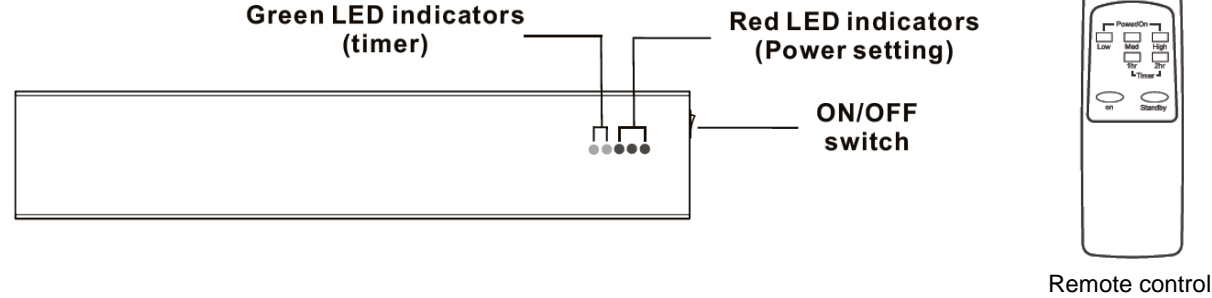 Green LED indicators
(timer)
Red LED indicators
(Power setting)
ON/OFF
switch
Power/On
Low Med High
1hr 2hr
Timer
on Standby
Remote control